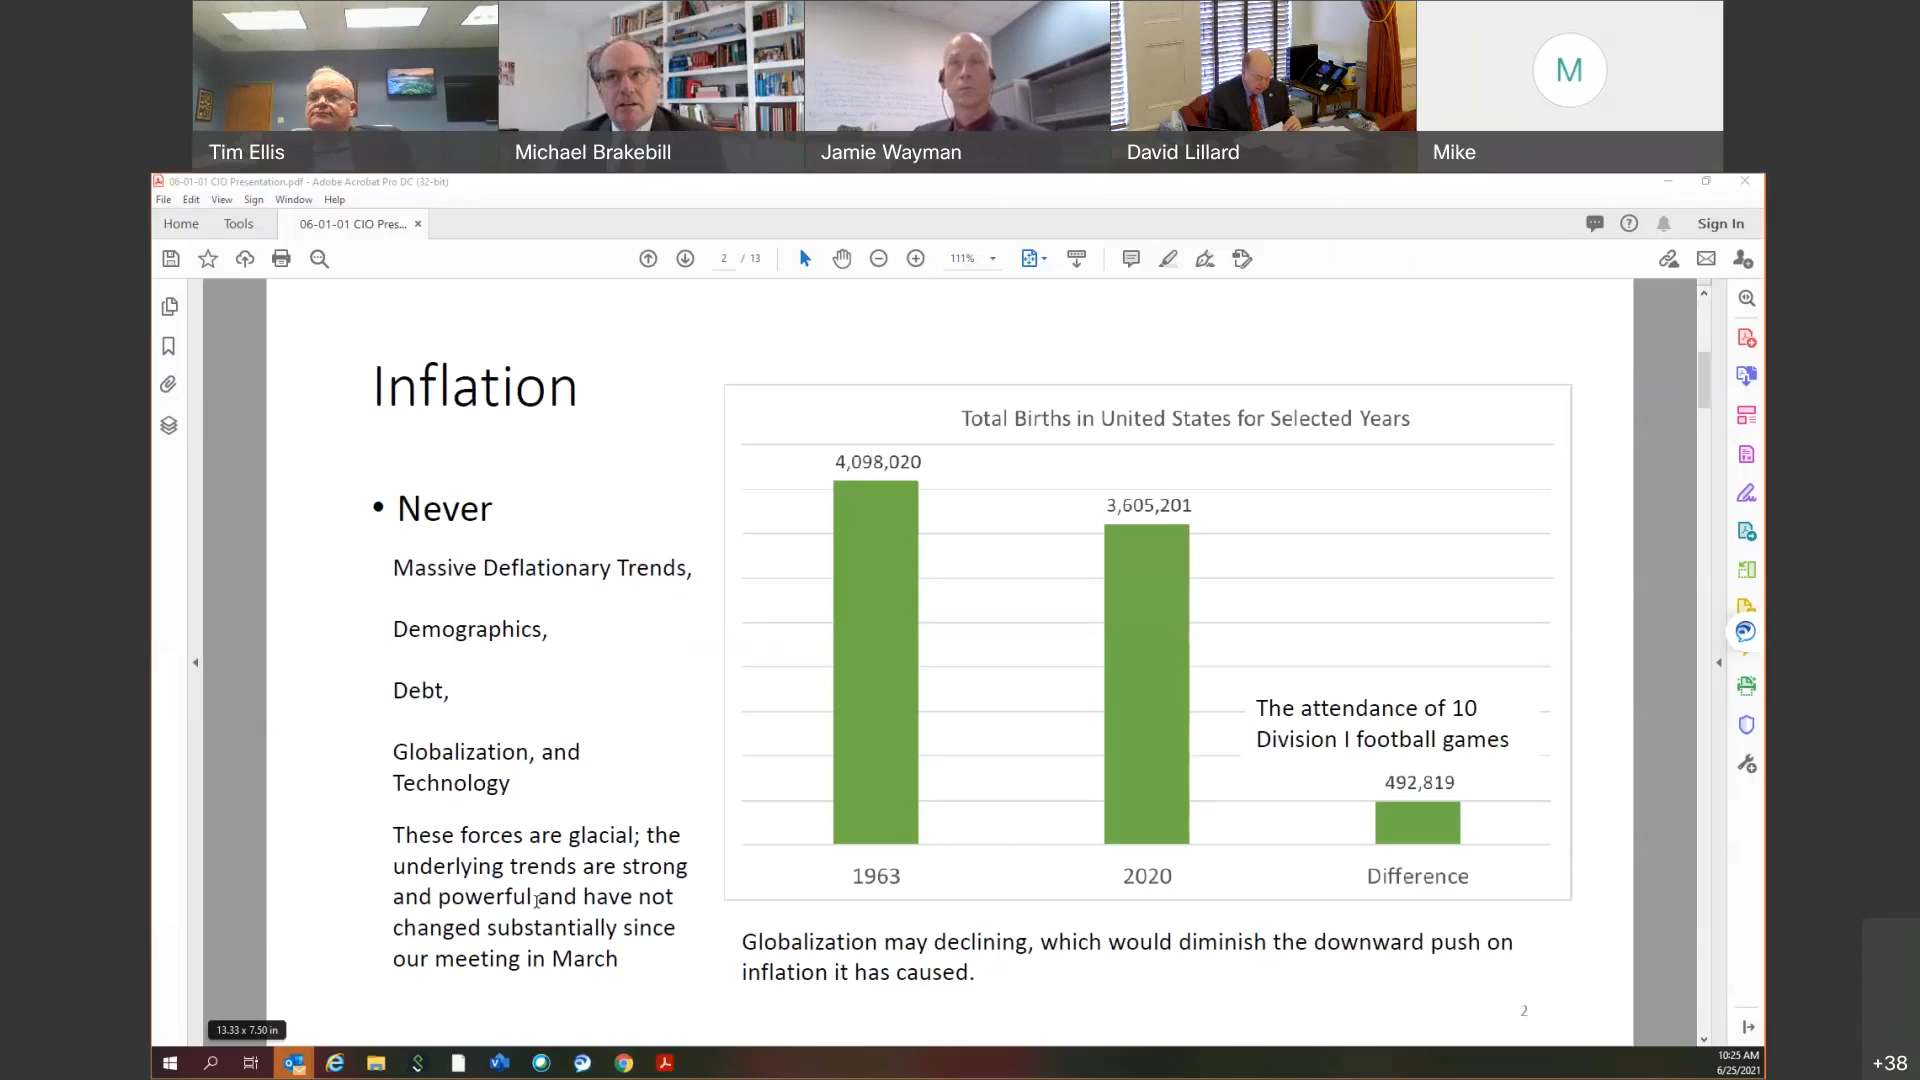 M
Tim Ellis
Michael Brakebill
Jamie Wayman
David Lillard
Mike
06-01-01 CIO Presentation.pdf - Adobe Acrobat Pro DC (32-bit)
File Edit View Sign Window Help
Home Tools 06-01-01 CIO Pres... × Sign In
2 / 13 111%
Inflation
• Never
Massive Deflationary Trends,
Demographics,
Debt,
Globalization, and
Technology
These forces are glacial; the
underlying trends are strong
and powerful and have not
changed substantially since
our meeting in March
Total Births in United States for Selected Years
4,098,020
3,605,201
The attendance of 10
Division I football games
492,819
1963 2020 Difference
Globalization may declining, which would diminish the downward push on
inflation it has caused.
2
13.33 x 7.50 in
10:25 AM
6/25/2021
+38